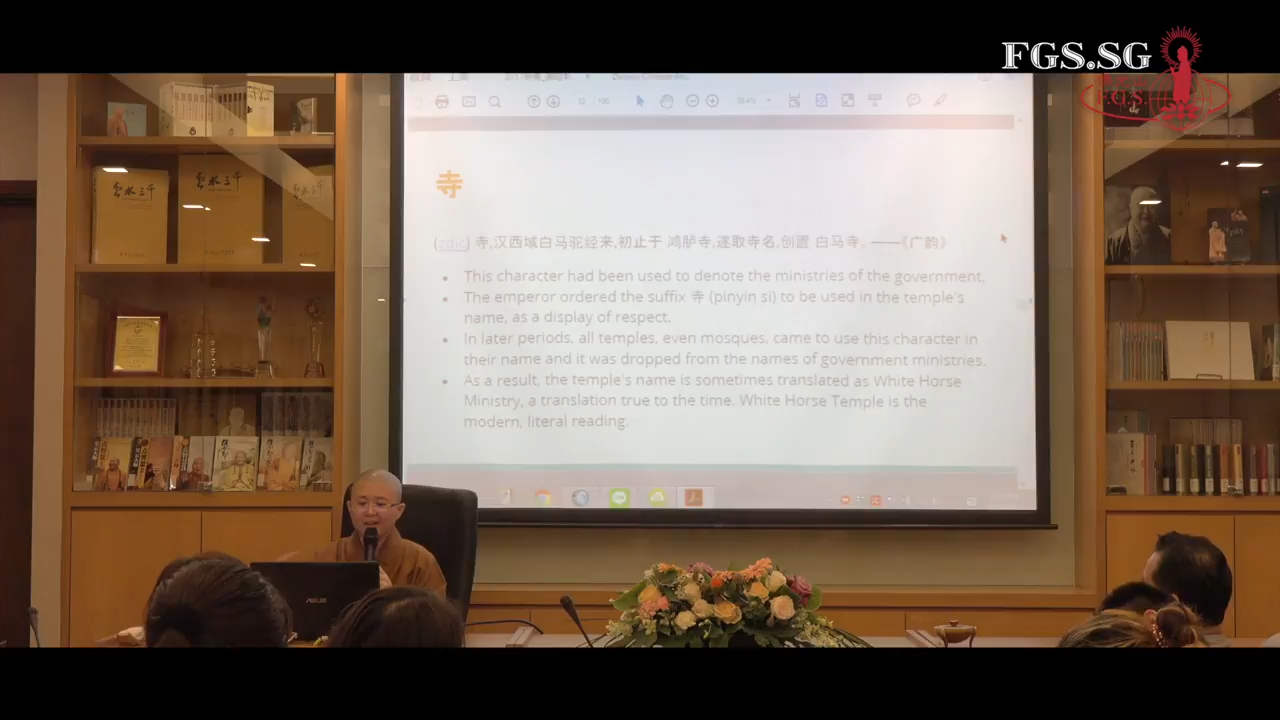 FGS.SG
F.G.S.
寺
(zdic) 寺,汉西域白马驼经来,初止于 鸿胪寺,遂取寺名,创置 白马寺。——《广韵》
This character had been used to denote the ministries of the government.
The emperor ordered the suffix 寺 (pinyin si) to be used in the temple's
name, as a display of respect.
In later periods, all temples, even mosques, came to use this character in
their name and it was dropped from the names of government ministries.
As a result, the temple's name is sometimes translated as White Horse
Ministry, a translation true to the time. White Horse Temple is the
modern, literal reading.
ASUS